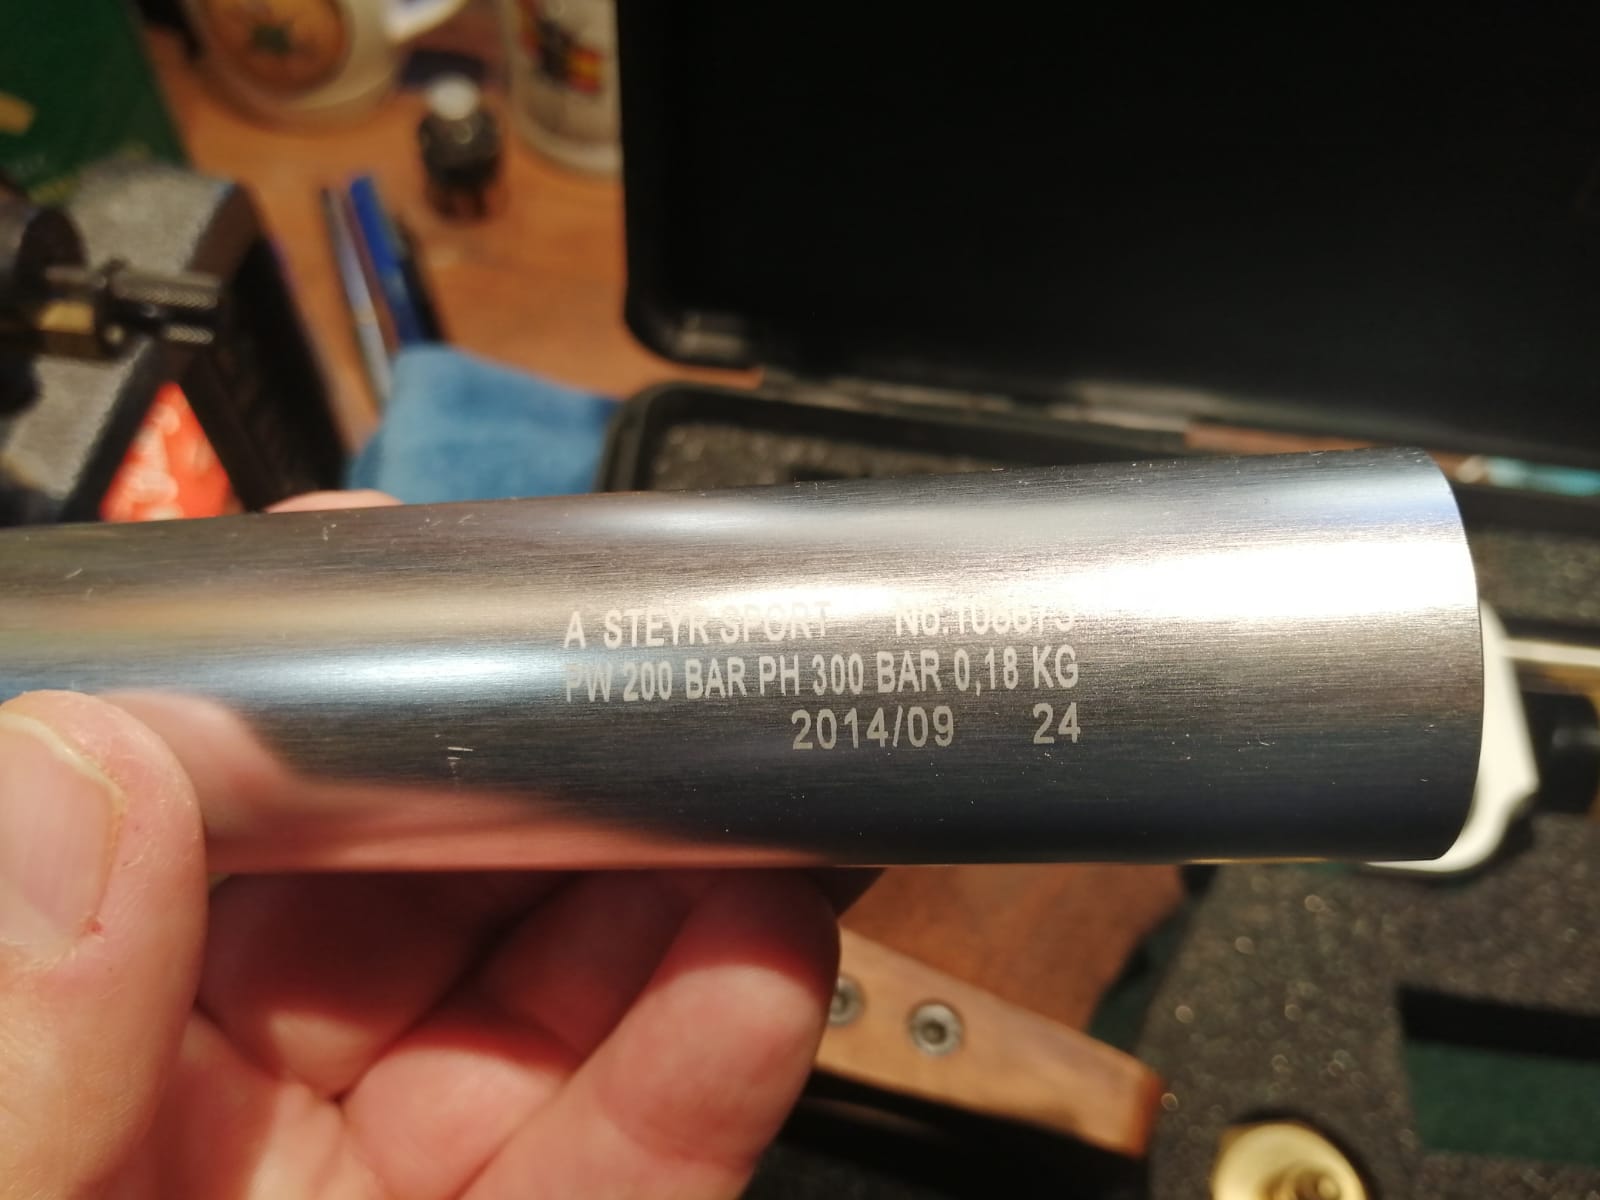 A STEYR SPORT
PW 200 BAR PH 300 BAR 0,18 KG
2014/09 24